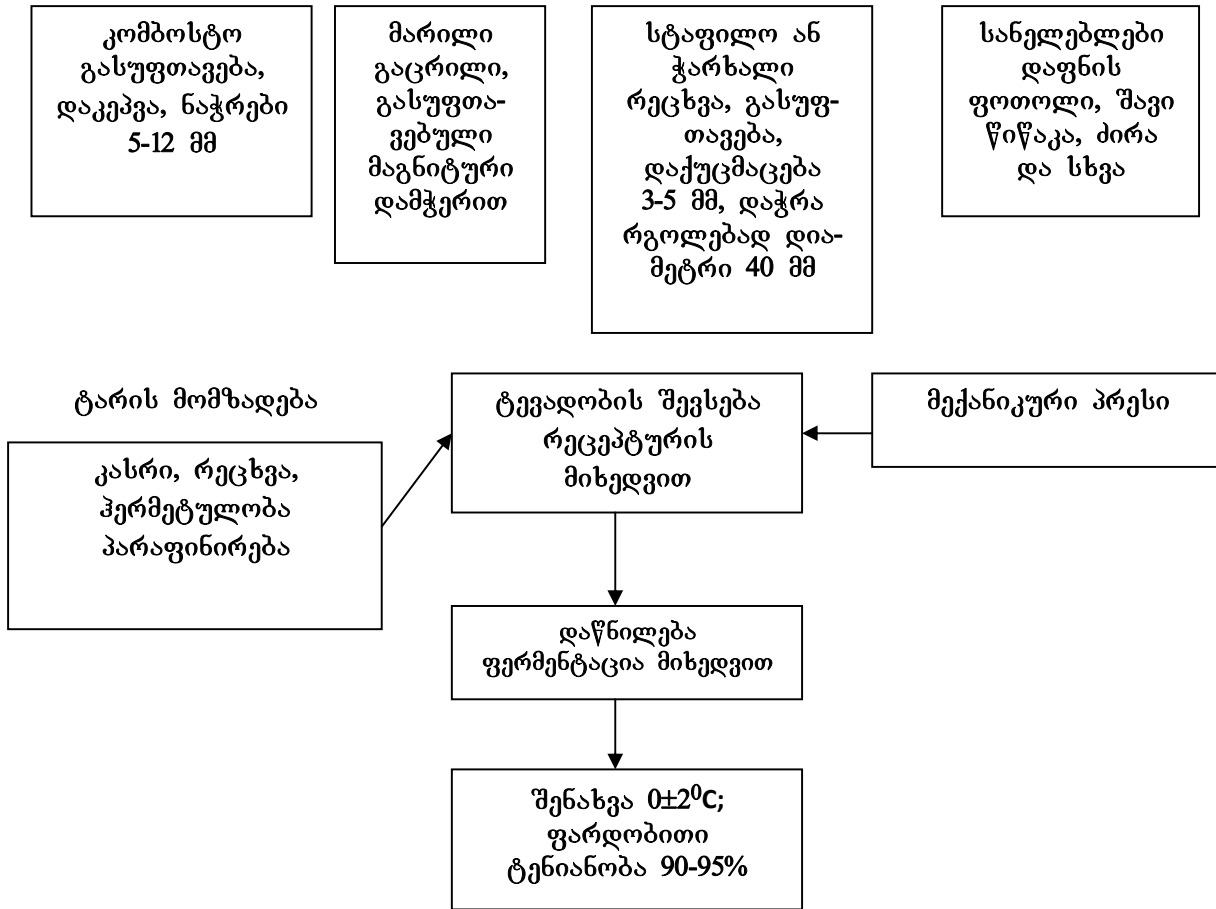 კომბოსტო
გასუფთავება,
დაკეპვა, ნაჭრები
5-12 მმ
მარილი
გაცრილი,
გასუფთა-
ვებული
მაგნიტური
დამჭერით
სტაფილო ან
ჭარხალი
რეცხვა, გასუფ-
თავება,
დაქუცმაცება
3-5 მმ, დაჭრა
რგოლებად დია-
მეტრი 40 მმ
სანელებლები
დაფნის
ფოთოლი, შავი
წიწაკა, ძირა
და სხვა
ტარის მომზადება
კასრი, რეცხვა,
ჰერმეტულობა
პარაფინირება
ტევადობის შევსება
რეცეპტურის
მიხედვით
მექანიკური პრესი
დაწნილება
ფერმენტაცია მიხედვით
შენახვა 0±2⁰C;
ფარდობითი
ტენიანობა 90-95%